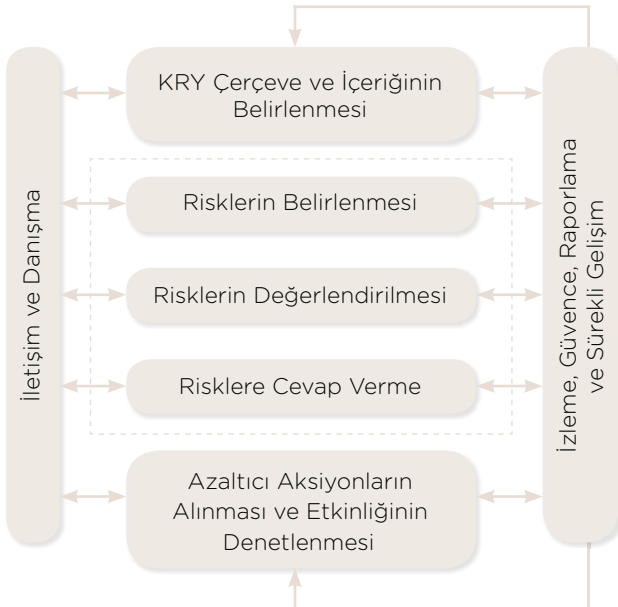 KRY Çerçeve ve İçeriğinin
Belirlenmesi
İletişim ve Danışma
Risklerin Belirlenmesi
Risklerin Değerlendirilmesi
Risklere Cevap Verme
Azaltıcı Aksiyonların
Alınması ve Etkinliğinin
Denetlenmesi
İzleme, Güvence, Raporlama
ve Sürekli Gelişim